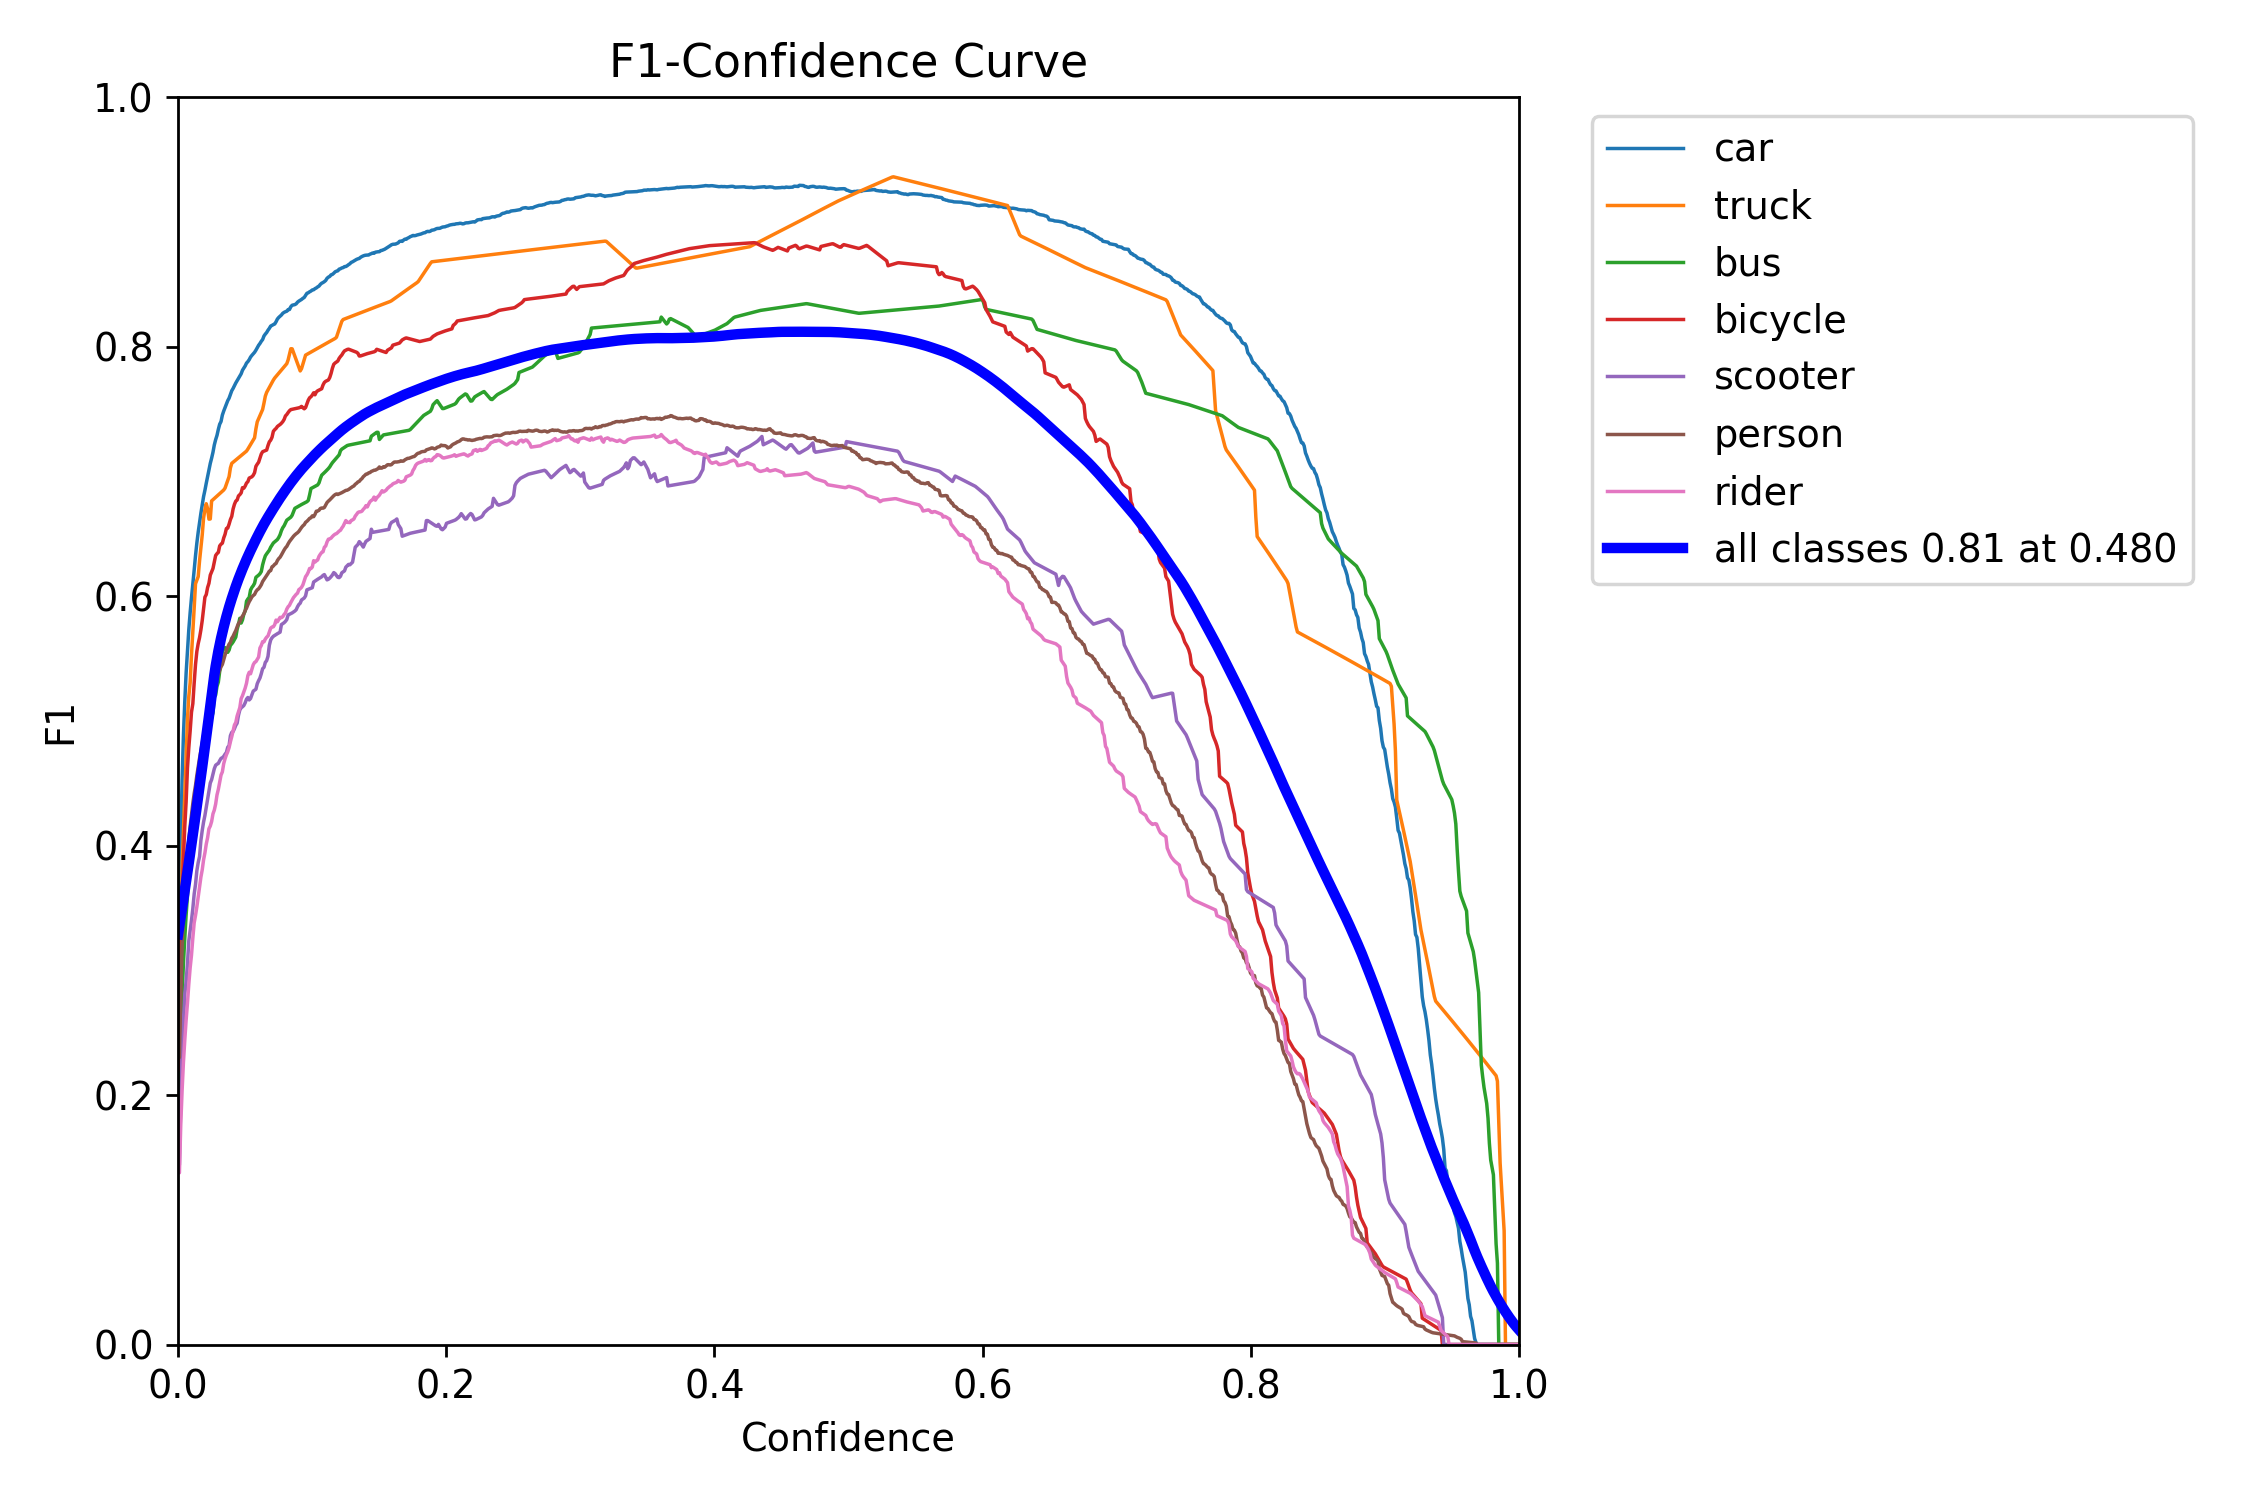 F1-Confidence Curve
1.0
0.8
0.6
0.4
0.2
0.0
F1
0.0 0.2 0.4 0.6 0.8 1.0
Confidence
car
truck
bus
bicycle
scooter
person
rider
all classes 0.81 at 0.480